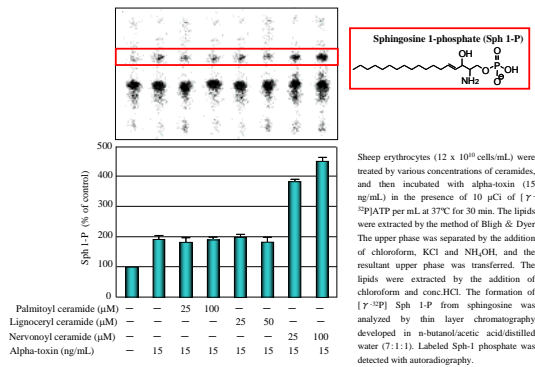 Sphingosine 1-phosphate (Sph 1-P)
OH
O
O
P
OH
NH₂
O
⊖
Sph 1-P (% of control)
500
400
300
200
100
0
Palmitoyl ceramide (μM) — — 25 100 — — — —
Lignoceryl ceramide (μM) — — — — 25 50 — —
Nervonoyl ceramide (μM) — — — — — — 25 100
Alpha-toxin (ng/mL) — 15 15 15 15 15 15 15
Sheep erythrocytes (12 x 10¹⁰ cells/mL) were
treated by various concentrations of ceramides,
and then incubated with alpha-toxin (15
ng/mL) in the presence of 10 μCi of [γ-
³²P]ATP per mL at 37°C for 30 min. The lipids
were extracted by the method of Bligh & Dyer
The upper phase was separated by the addition
of chloroform, KCl and NH₄OH, and the
resultant upper phase was transferred. The
lipids were extracted by the addition of
chloroform and conc.HCl. The formation of
[γ-³²P] Sph 1-P from sphingosine was
analyzed by thin layer chromatography
developed in n-butanol/acetic acid/distilled
water (7:1:1). Labeled Sph-1 phosphate was
detected with autoradiography.